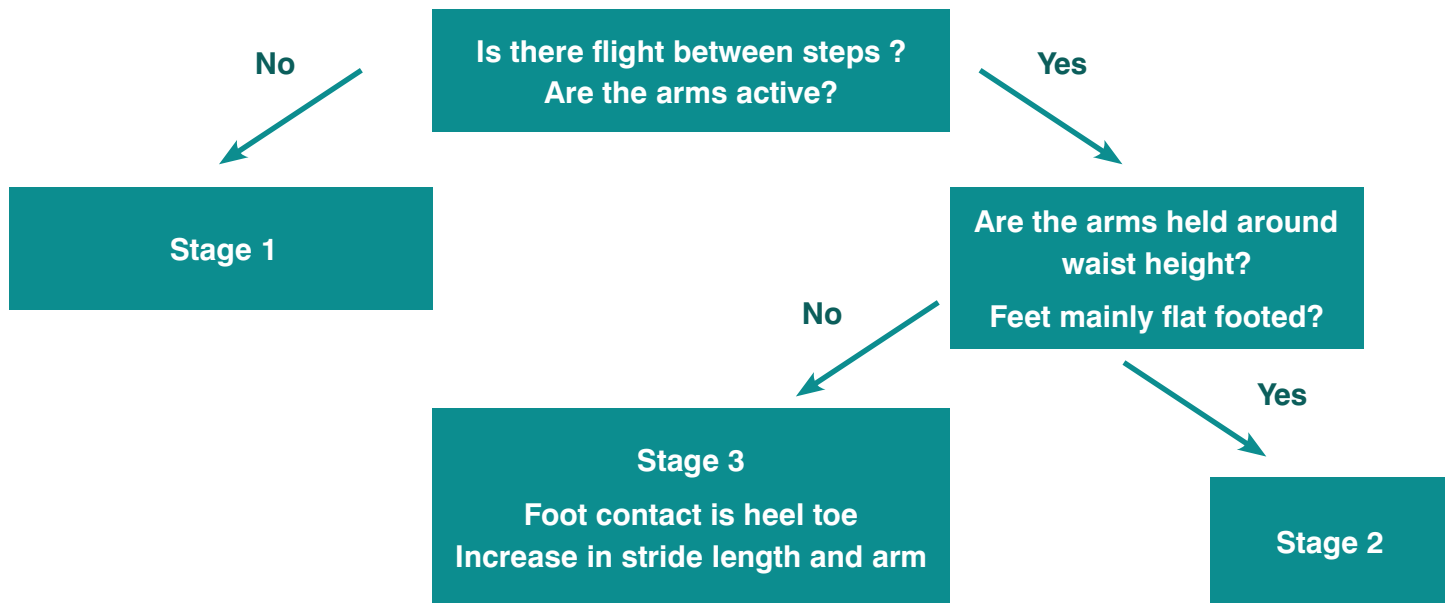 Is there flight between steps ?
Are the arms active?
No
Yes
Stage 1
Are the arms held around
waist height?
Feet mainly flat footed?
No
Yes
Stage 3
Foot contact is heel toe
Increase in stride length and arm
Stage 2